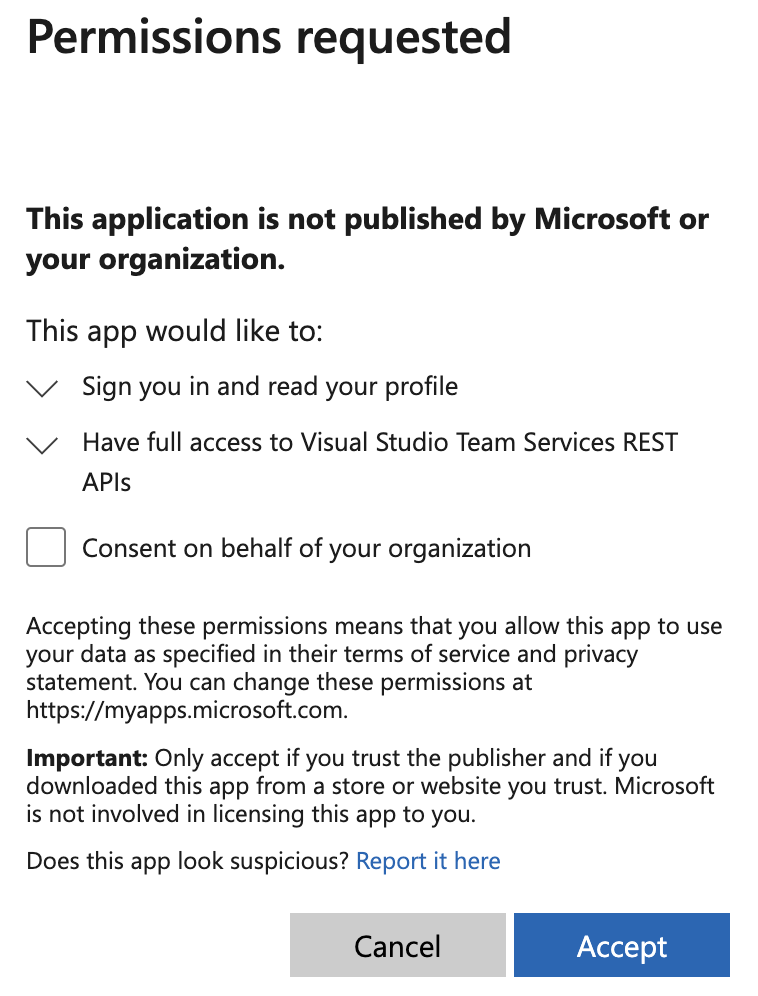 Permissions requested
This application is not published by Microsoft or
your organization.
This app would like to:
Sign you in and read your profile
Have full access to Visual Studio Team Services REST
APIs
Consent on behalf of your organization
Accepting these permissions means that you allow this app to use
your data as specified in their terms of service and privacy
statement. You can change these permissions at
https://myapps.microsoft.com.
Important: Only accept if you trust the publisher and if you
downloaded this app from a store or website you trust. Microsoft
is not involved in licensing this app to you.
Does this app look suspicious? Report it here
Cancel
Accept